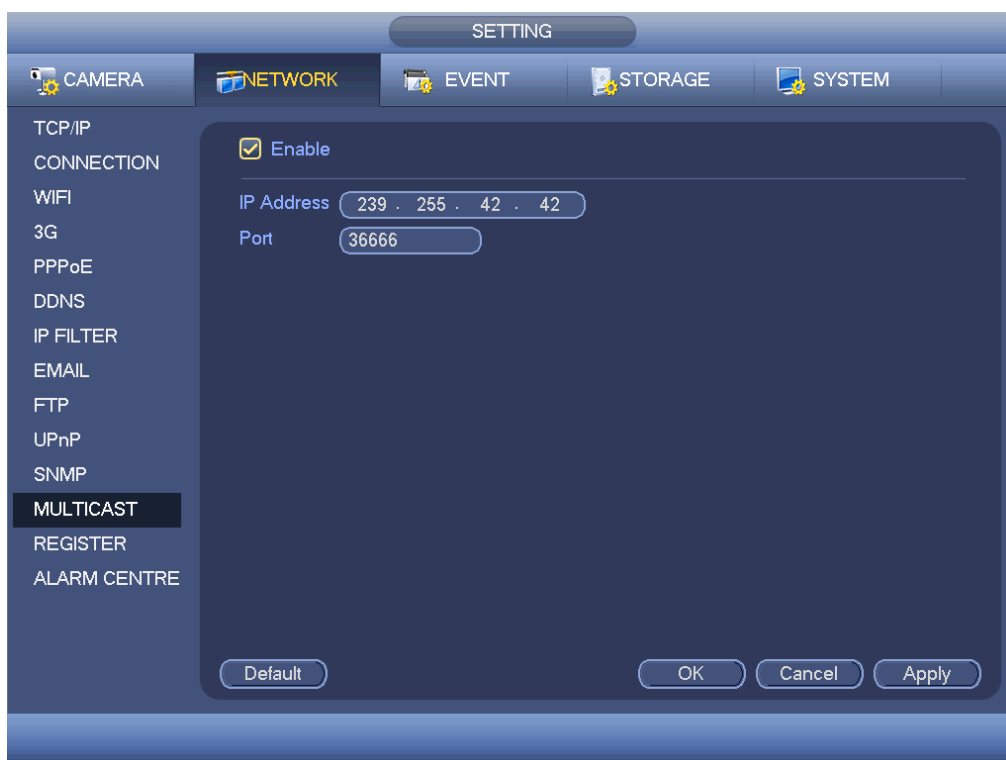 SETTING
CAMERA NETWORK EVENT STORAGE SYSTEM
TCP/IP
CONNECTION
WIFI
3G
PPPoE
DDNS
IP FILTER
EMAIL
FTP
UPnP
SNMP
MULTICAST
REGISTER
ALARM CENTRE
Enable
IP Address 239 . 255 . 42 . 42
Port 36666
Default OK Cancel Apply